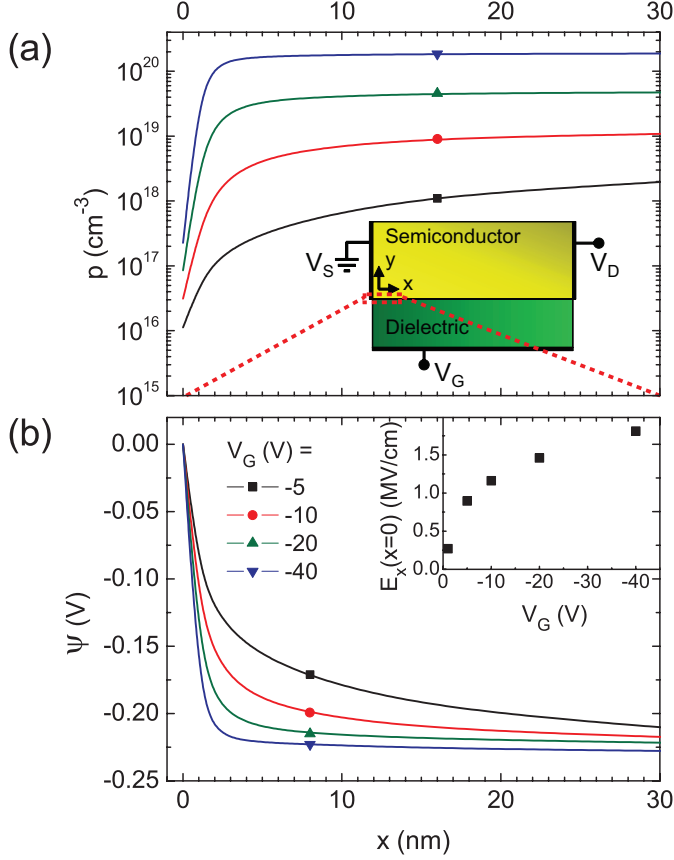 0 10 20 30
(a)
10^20
10^19
10^18
10^17
10^16
10^15
p (cm^-3)
Semiconductor
V_S
y
x
V_D
Dielectric
V_G
(b)
0.00
-0.05
-0.10
-0.15
-0.20
-0.25
ψ (V)
V_G (V) =
-5
-10
-20
-40
E_x(x=0) (MV/cm)
1.5
1.0
0.5
0.0
0 -10 -20 -30 -40
V_G (V)
0 10 20 30
x (nm)